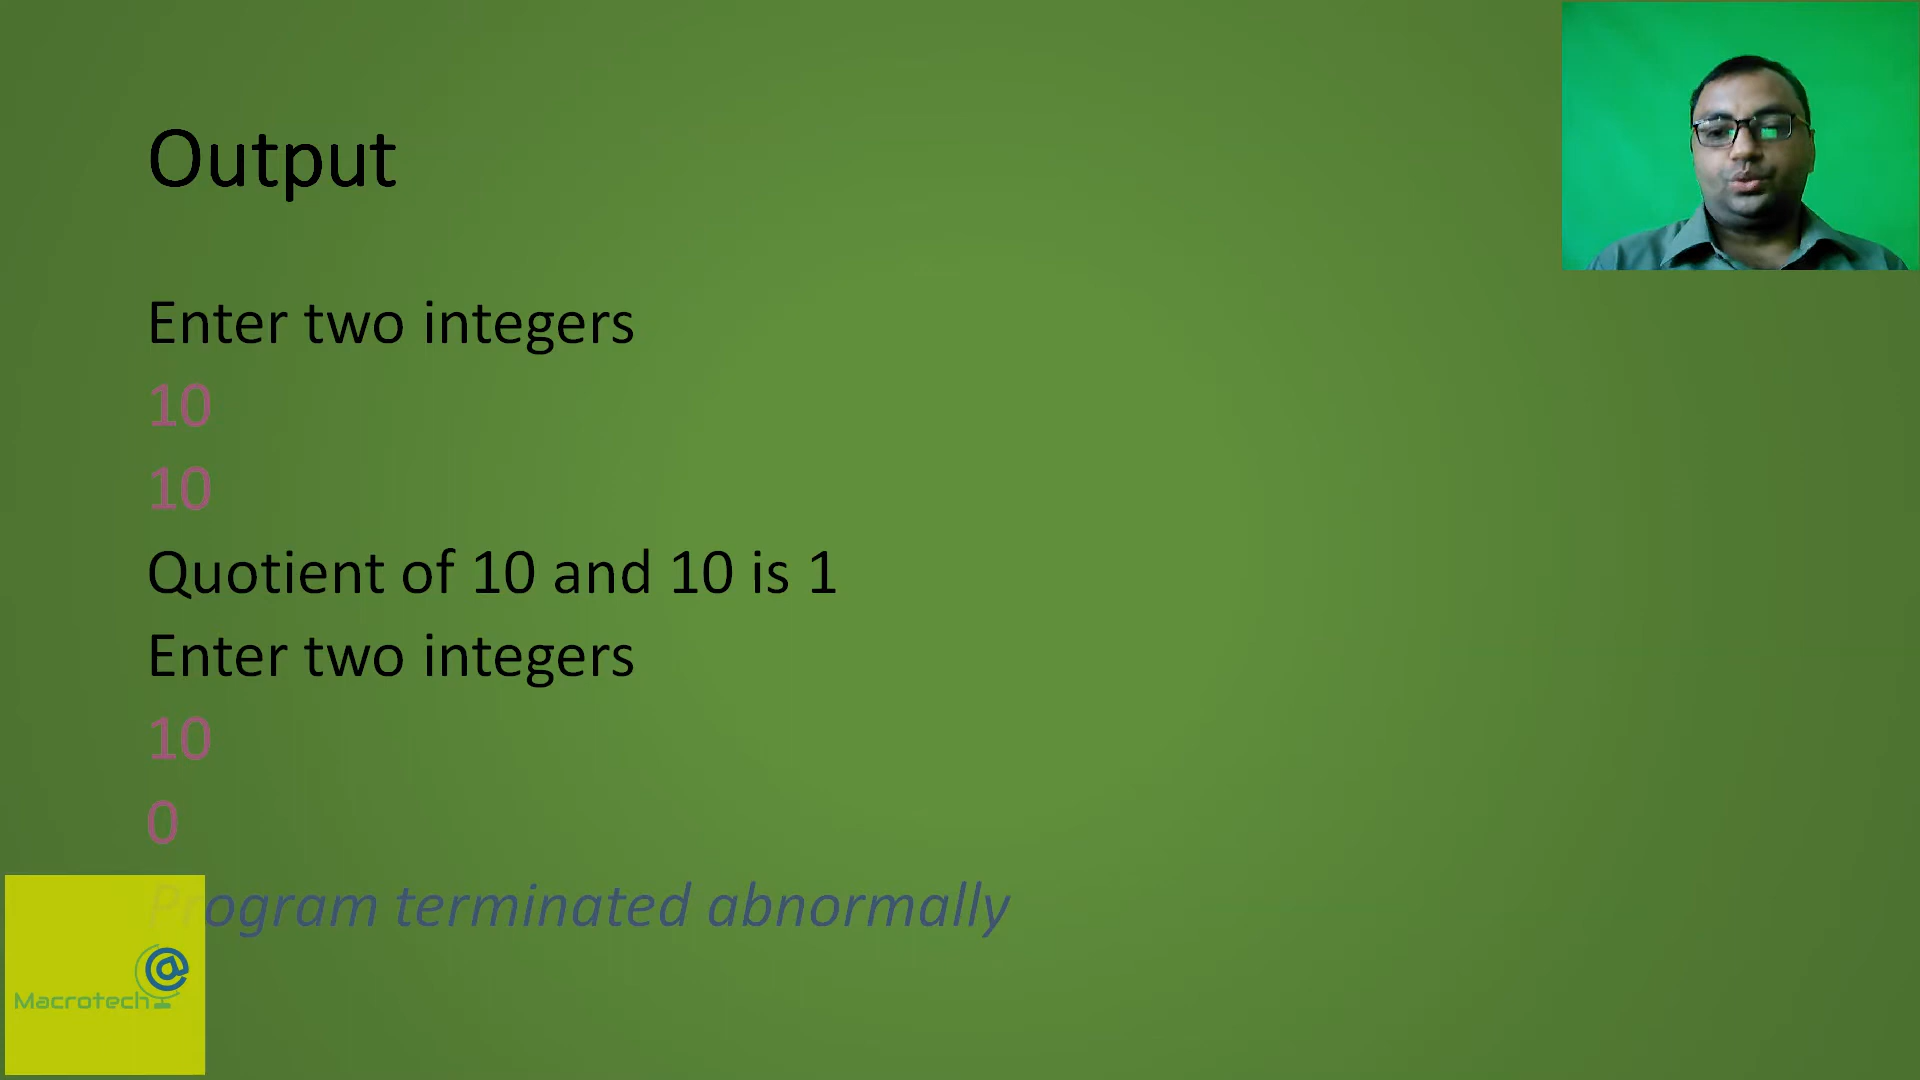 Output
Enter two integers
10
10
Quotient of 10 and 10 is 1
Enter two integers
10
0
Program terminated abnormally
Macrotech